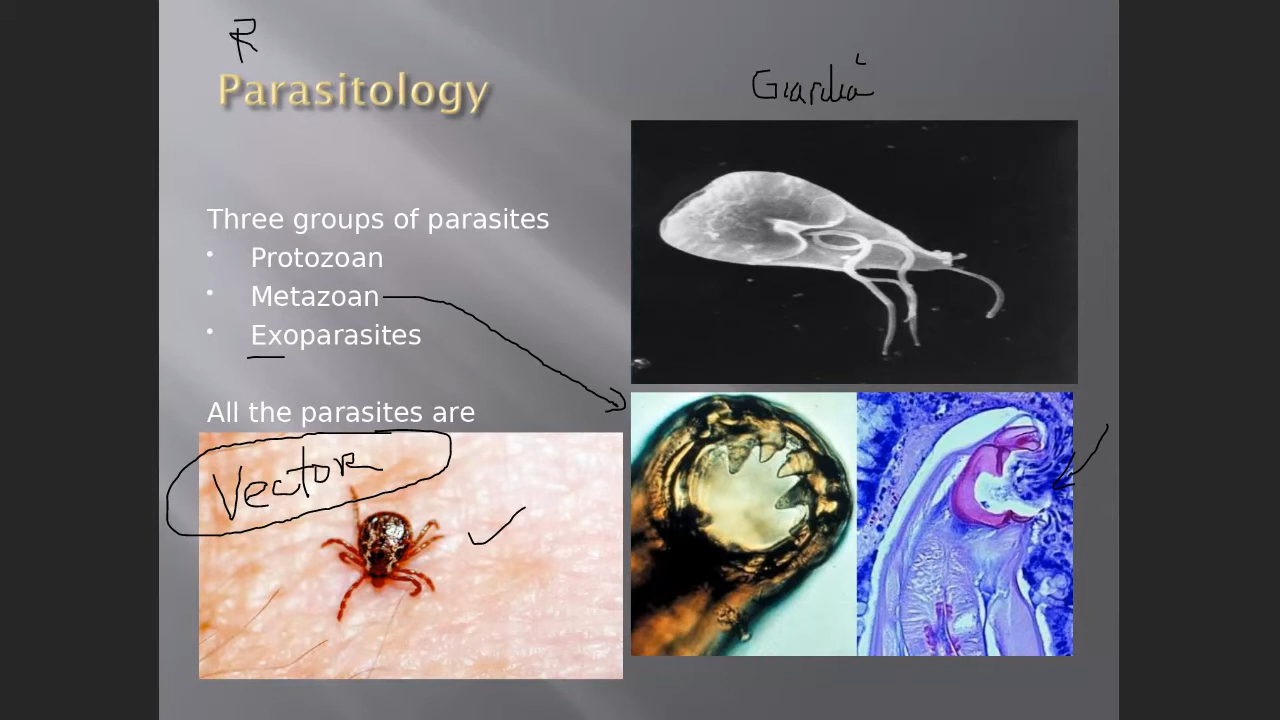 R
Parasitology
Giardia
Three groups of parasites
• Protozoan
• Metazoan
• Exoparasites
All the parasites are
Vector